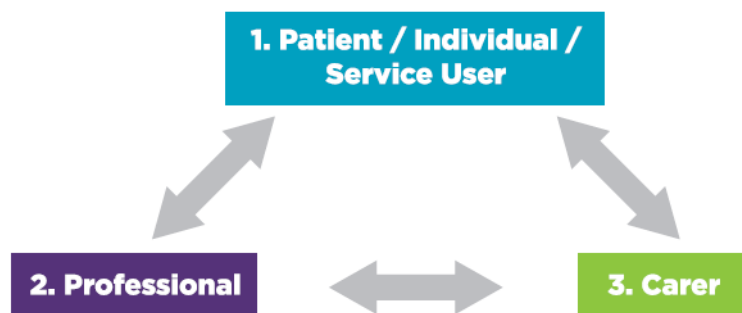 1. Patient / Individual /
Service User
2. Professional
3. Carer